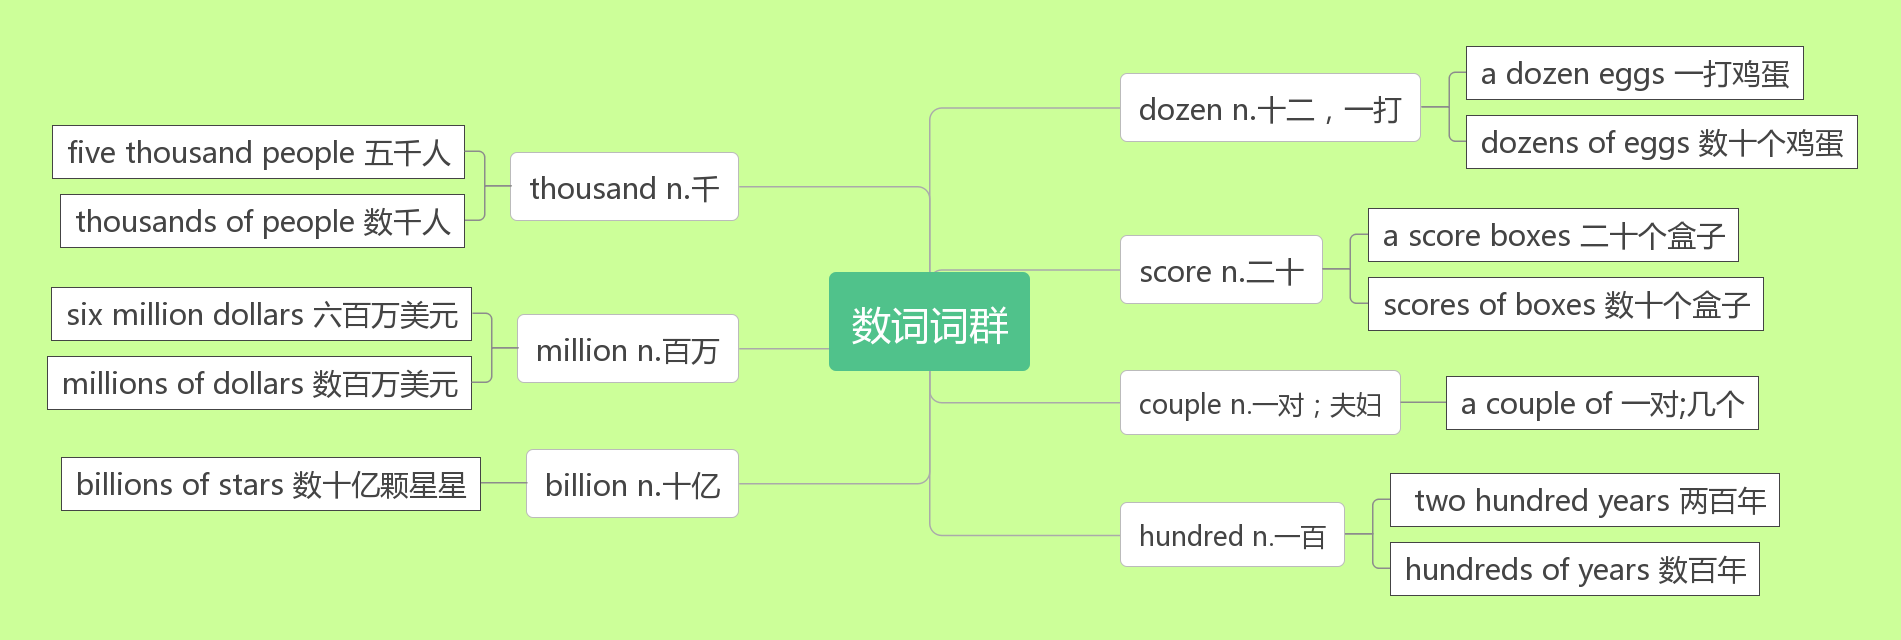 数词词群
dozen n.十二，一打
a dozen eggs 一打鸡蛋
dozens of eggs 数十个鸡蛋
score n.二十
a score boxes 二十个盒子
scores of boxes 数十个盒子
couple n.一对；夫妇
a couple of 一对;几个
hundred n.一百
two hundred years 两百年
hundreds of years 数百年
thousand n.千
five thousand people 五千人
thousands of people 数千人
million n.百万
six million dollars 六百万美元
millions of dollars 数百万美元
billion n.十亿
billions of stars 数十亿颗星星